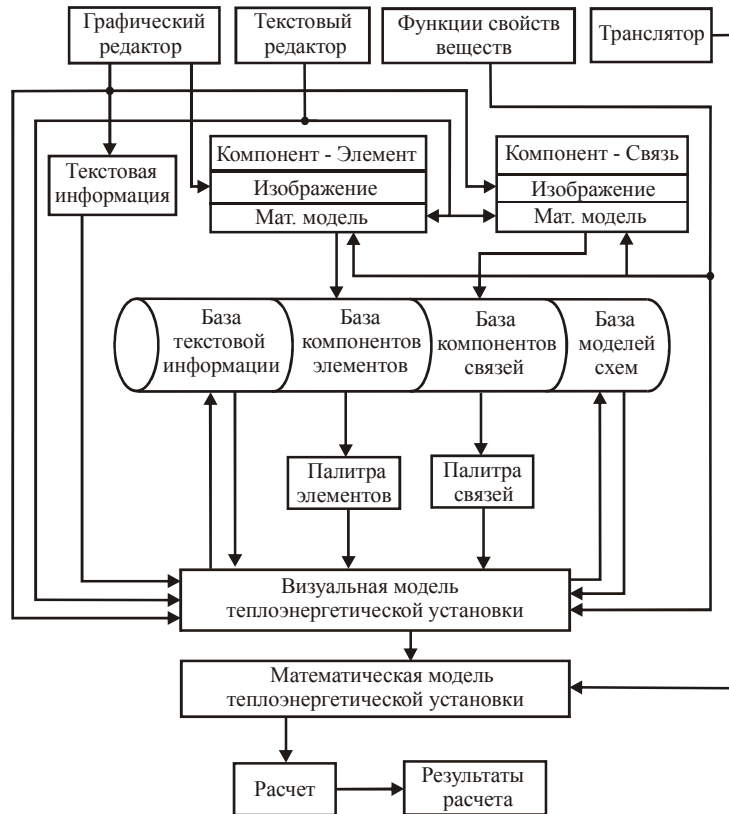 Графический
редактор
Текстовый
редактор
Функции свойств
веществ
Транслятор
Текстовая
информация
Компонент - Элемент
Изображение
Мат. модель
Компонент - Связь
Изображение
Мат. модель
База
текстовой
информации
База
компонентов
элементов
База
компонентов
связей
База
моделей
схем
Палитра
элементов
Палитра
связей
Визуальная модель
теплоэнергетической установки
Математическая модель
теплоэнергетической установки
Расчет
Результаты
расчета